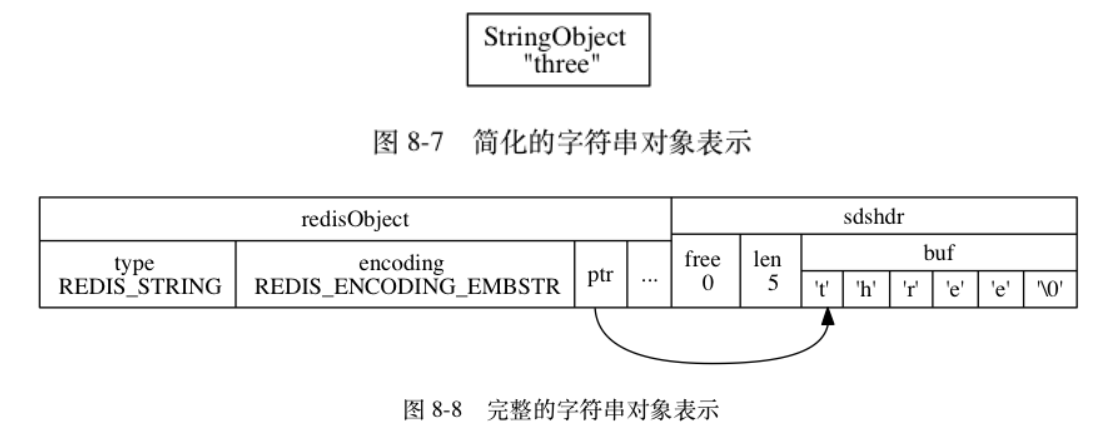 StringObject
"three"
图 8-7 简化的字符串对象表示
redisObject
sdshdr
type
REDIS_STRING
encoding
REDIS_ENCODING_EMBSTR
ptr
...
free
0
len
5
buf
't' 'h' 'r' 'e' 'e' '\0'
图 8-8 完整的字符串对象表示